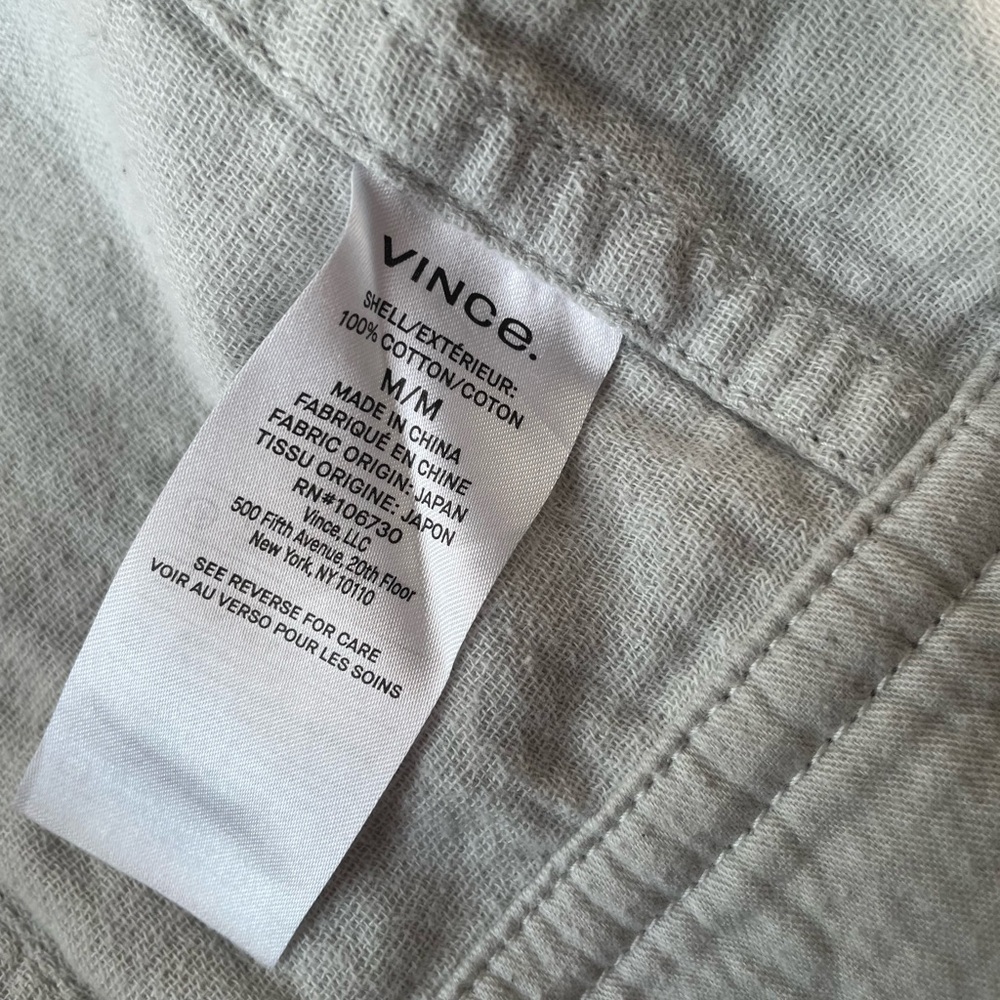 VINCe.
SHELL/EXTÉRIEUR:
100% COTTON/COTON
M/M
MADE IN CHINA
FABRIQUÉ EN CHINE
FABRIC ORIGIN: JAPAN
TISSU ORIGINE: JAPON
RN#106730
Vince, LLC
500 Fifth Avenue, 20th Floor
New York, NY 10110
SEE REVERSE FOR CARE
VOIR AU VERSO POUR LES SOINS